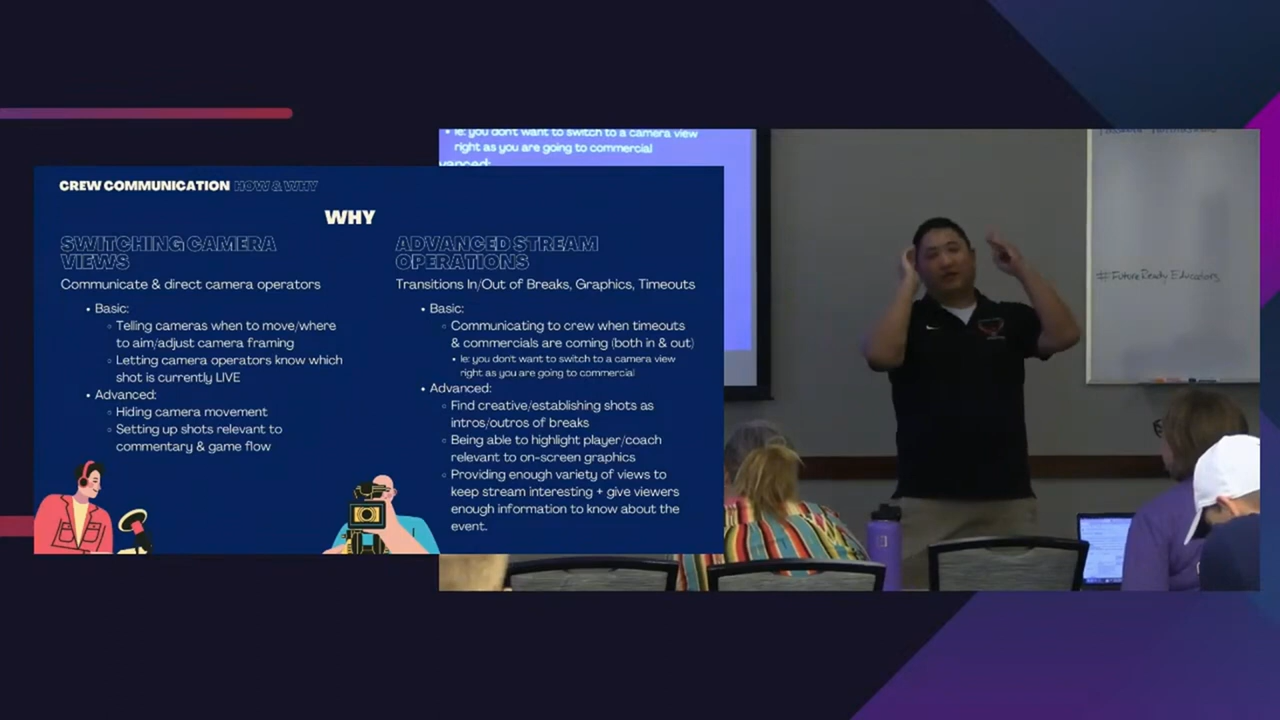 CREW COMMUNICATION HOW & WHY
WHY
SWITCHING CAMERA
VIEWS
Communicate & direct camera operators
• Basic:
◦ Telling cameras when to move/where
to aim/adjust camera framing
◦ Letting camera operators know which
shot is currently LIVE
• Advanced:
◦ Hiding camera movement
◦ Setting up shots relevant to
commentary & game flow
ADVANCED STREAM
OPERATIONS
Transitions In/Out of Breaks, Graphics, Timeouts
• Basic:
◦ Communicating to crew when timeouts
& commercials are coming (both in & out)
▪ Ie: you don't want to switch to a camera view
right as you are going to commercial
• Advanced:
◦ Find creative/establishing shots as
intros/outros of breaks
◦ Being able to highlight player/coach
relevant to on-screen graphics
◦ Providing enough variety of views to
keep stream interesting + give viewers
enough information to know about the
event.
• Ie: you don't want to switch to a camera view
right as you are going to commercial
vanced:
#FutureReadyEducators